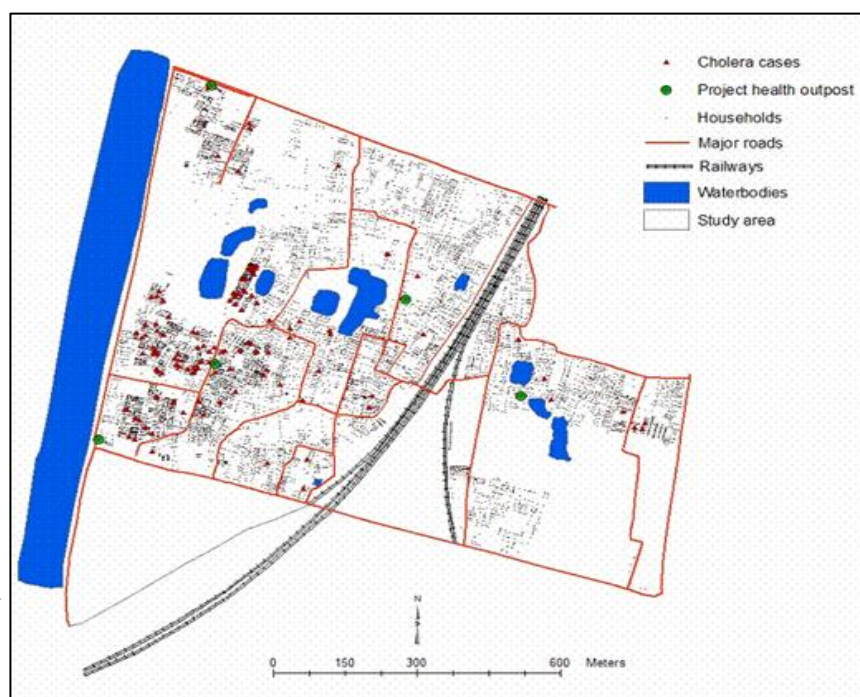 Cholera cases
Project health outpost
Households
Major roads
Railways
Waterbodies
Study area
N
0 150 300 600 Meters